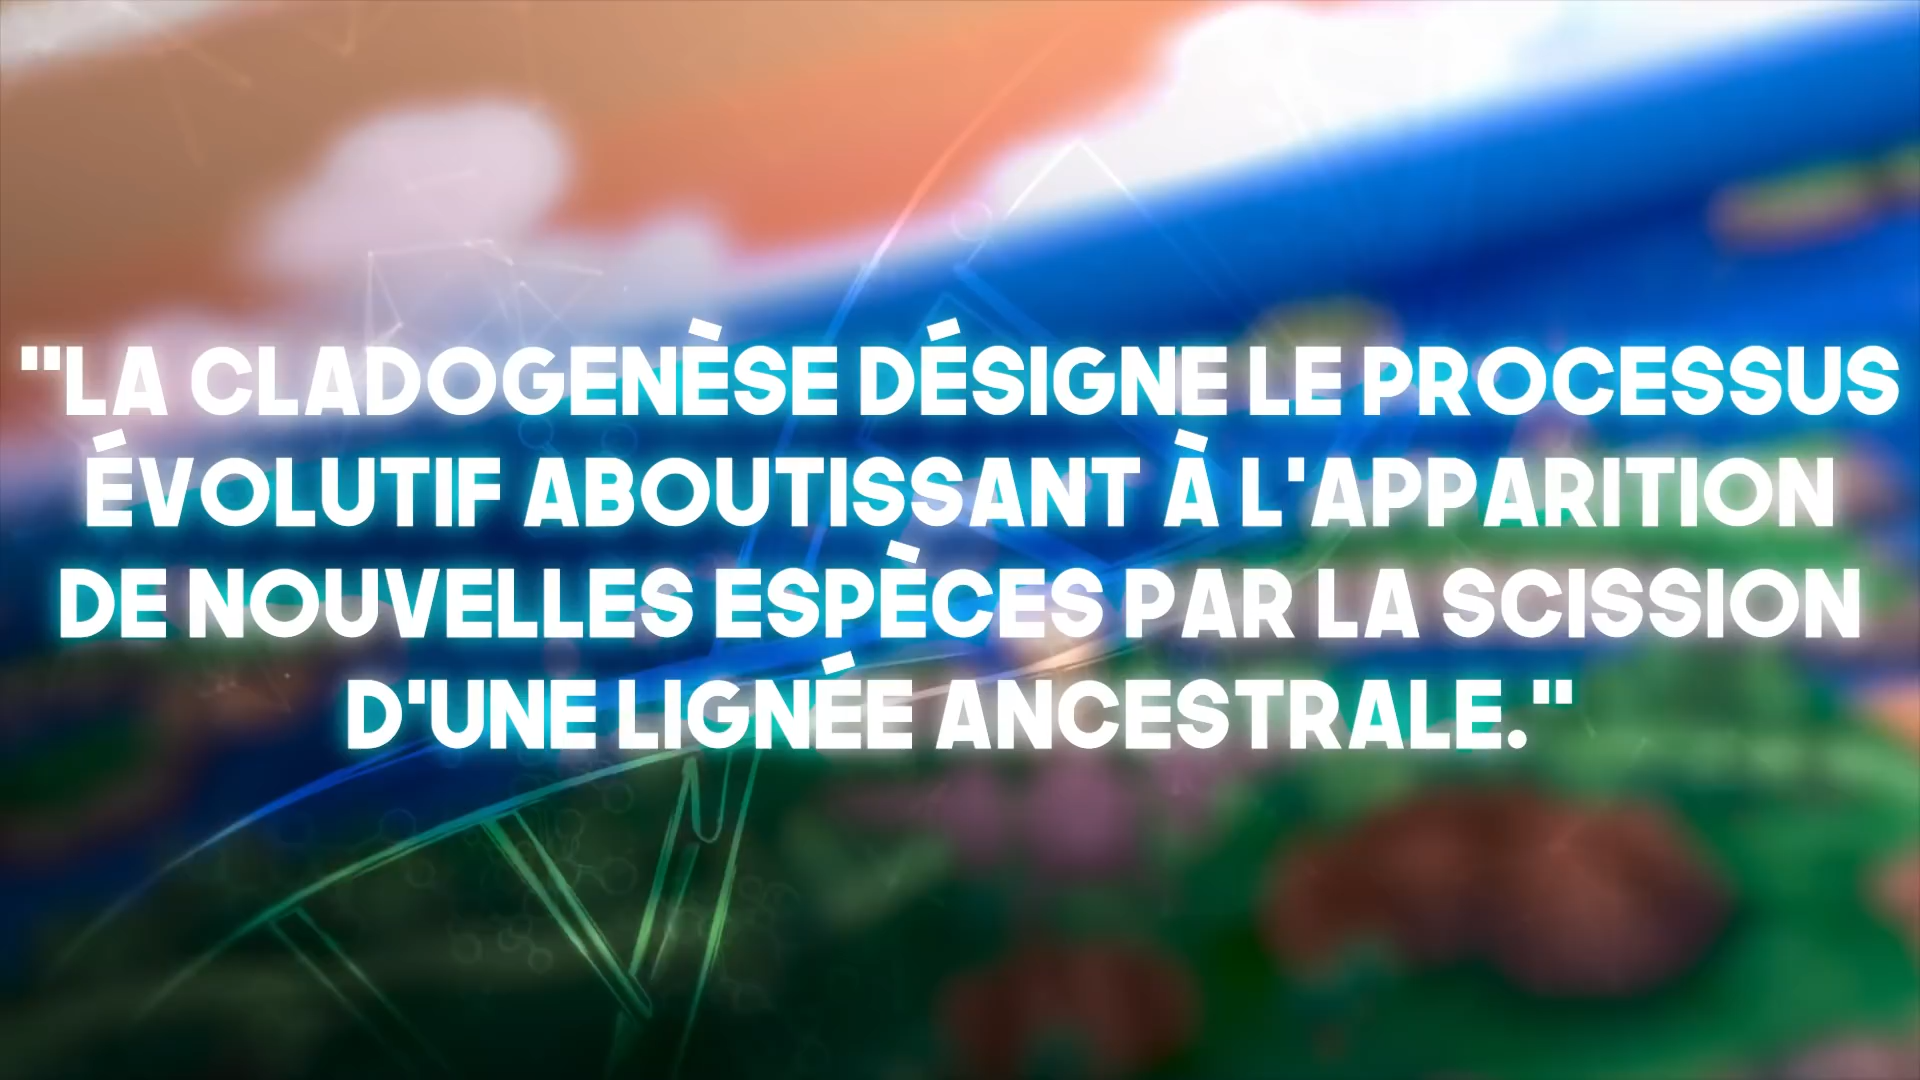 "LA CLADOGENÈSE DÉSIGNE LE PROCESSUS
ÉVOLUTIF ABOUTISSANT À L'APPARITION
DE NOUVELLES ESPÈCES PAR LA SCISSION
D'UNE LIGNÉE ANCESTRALE."